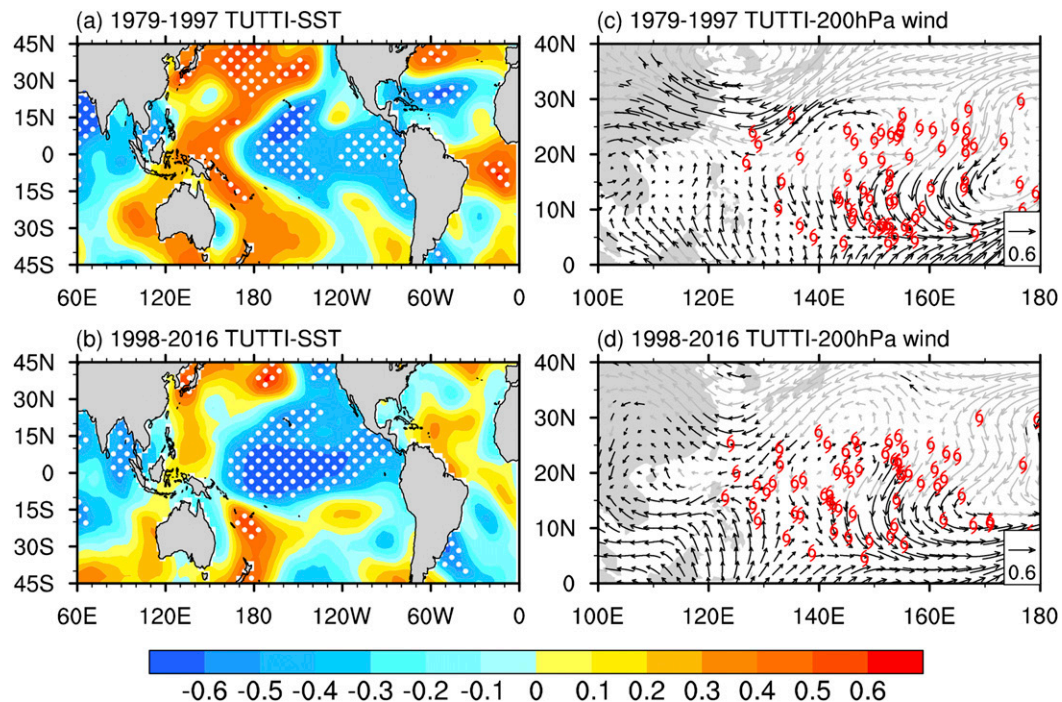 (a) 1979-1997 TUTTI-SST
45N
30N
15N
0
15S
30S
45S
60E 120E 180 120W 60W 0
(c) 1979-1997 TUTTI-200hPa wind
40N
30N
20N
10N
0
0.6
100E 120E 140E 160E 180
(b) 1998-2016 TUTTI-SST
45N
30N
15N
0
15S
30S
45S
60E 120E 180 120W 60W 0
(d) 1998-2016 TUTTI-200hPa wind
40N
30N
20N
10N
0
0.6
100E 120E 140E 160E 180
-0.6 -0.5 -0.4 -0.3 -0.2 -0.1 0 0.1 0.2 0.3 0.4 0.5 0.6